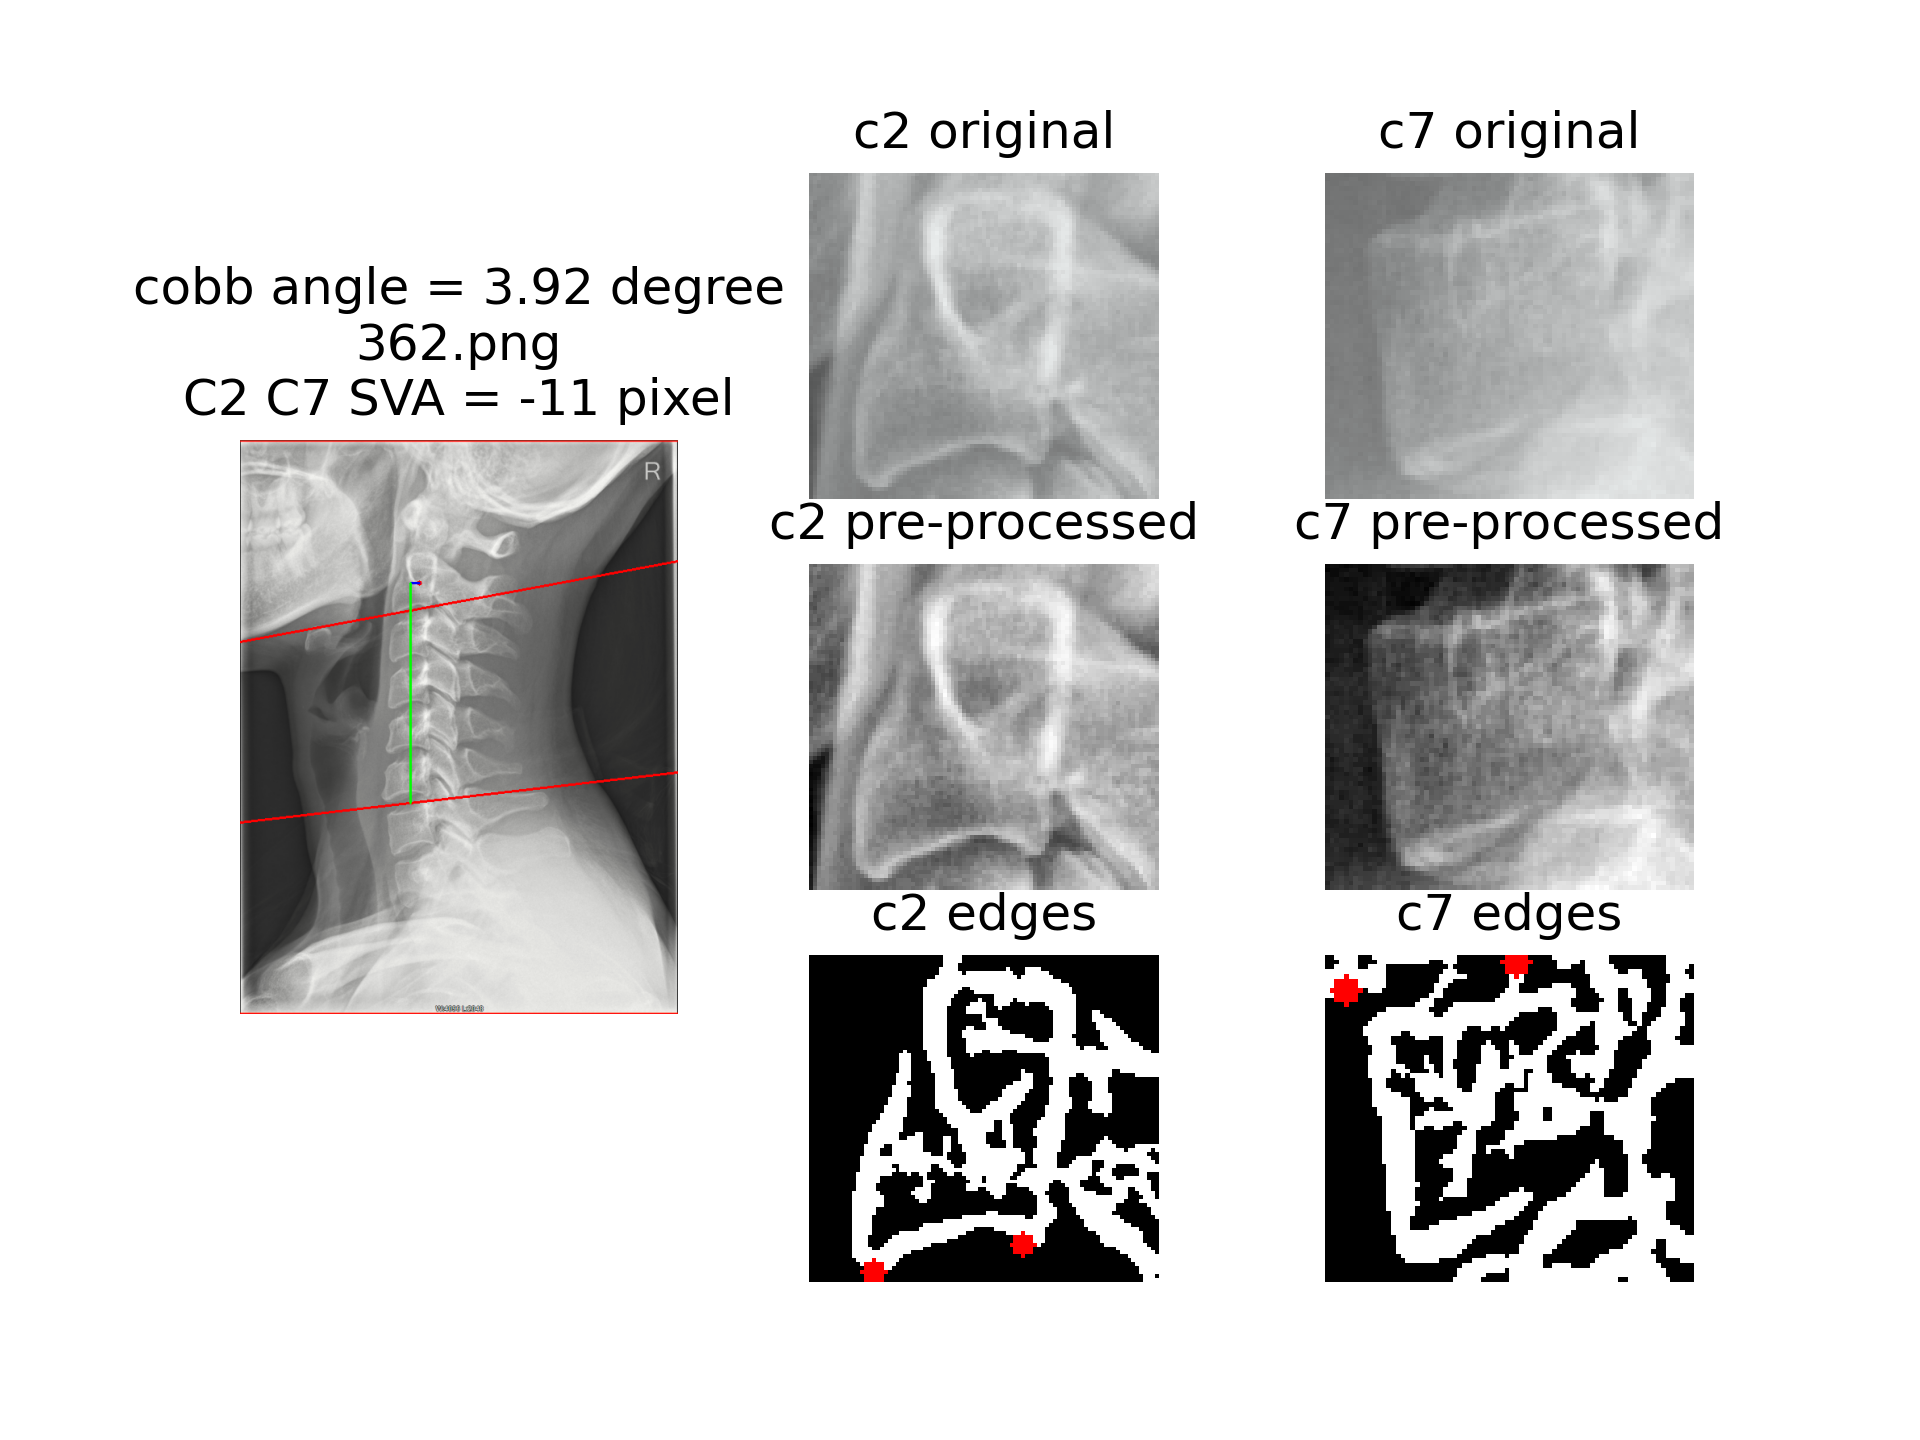 cobb angle = 3.92 degree
362.png
C2 C7 SVA = -11 pixel
R
c2 original
c7 original
c2 pre-processed
c7 pre-processed
c2 edges
c7 edges